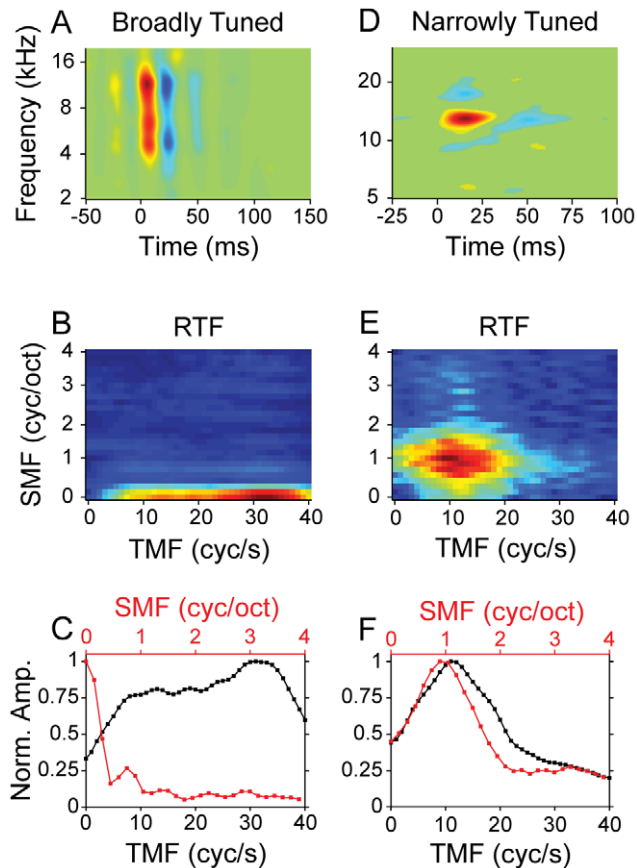 A Broadly Tuned
D Narrowly Tuned
Frequency (kHz)
16
8
4
2
-50 0 50 100 150
Time (ms)
20
10
5
-25 0 25 50 75 100
Time (ms)
B RTF
E RTF
SMF (cyc/oct)
4
3
2
1
0
0 10 20 30 40
TMF (cyc/s)
4
3
2
1
0
0 10 20 30 40
TMF (cyc/s)
C SMF (cyc/oct)
0 1 2 3 4
F SMF (cyc/oct)
0 1 2 3 4
Norm. Amp.
1
0.75
0.50
0.25
0
0 10 20 30 40
TMF (cyc/s)
1
0.75
0.50
0.25
0
0 10 20 30 40
TMF (cyc/s)